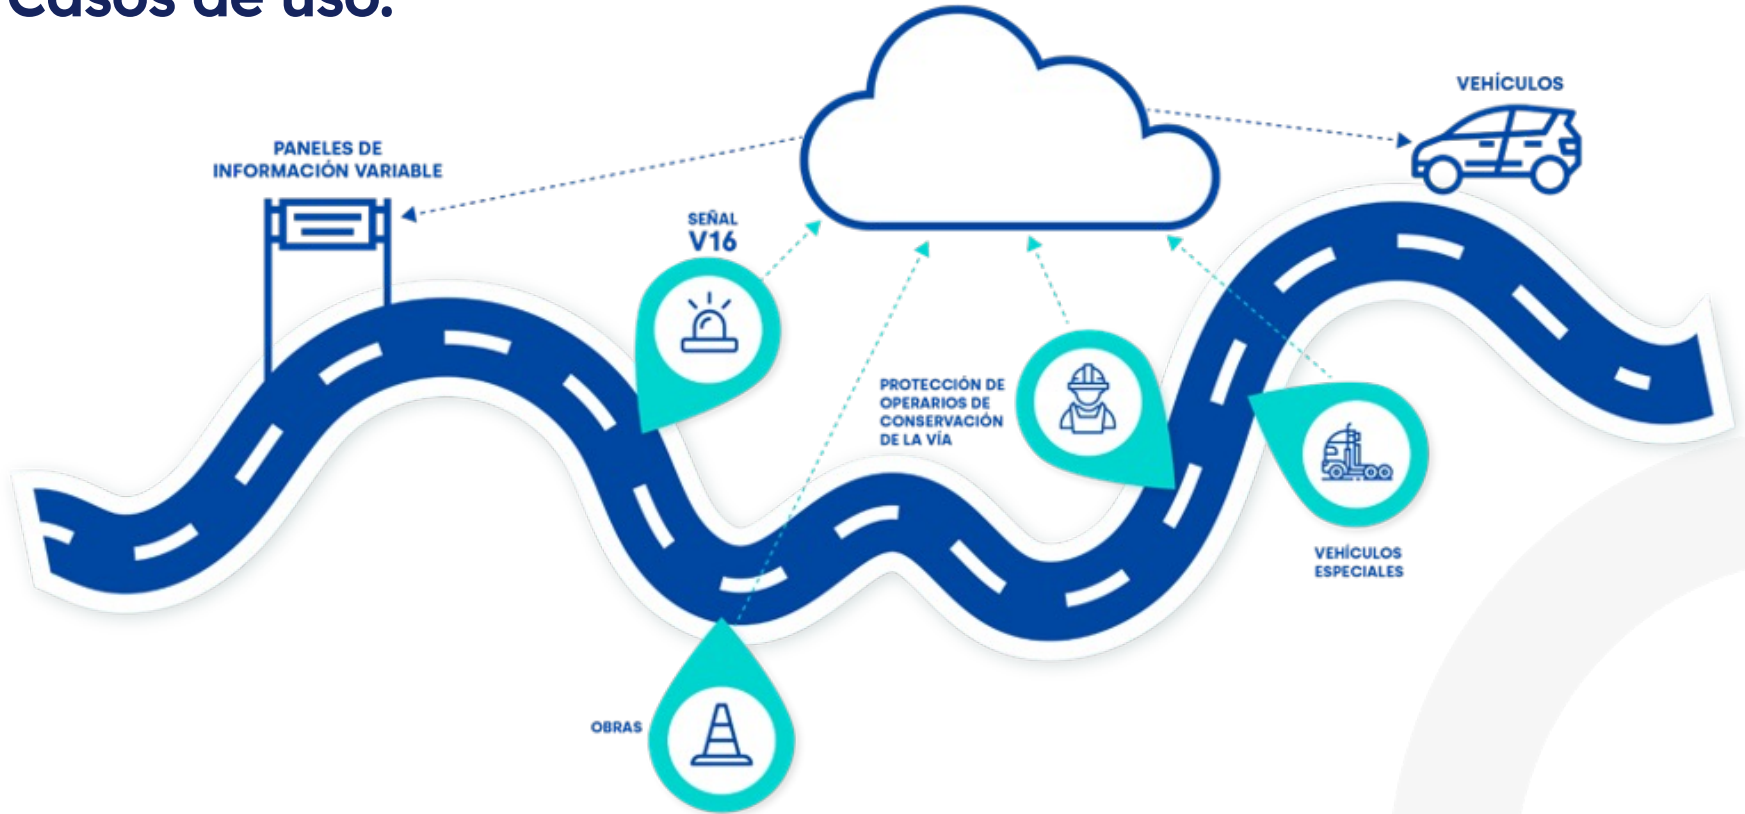 Casos de uso.
VEHÍCULOS
PANELES DE
INFORMACIÓN VARIABLE
SEÑAL
V16
PROTECCIÓN DE
OPERARIOS DE
CONSERVACIÓN
DE LA VÍA
VEHÍCULOS
ESPECIALES
OBRAS